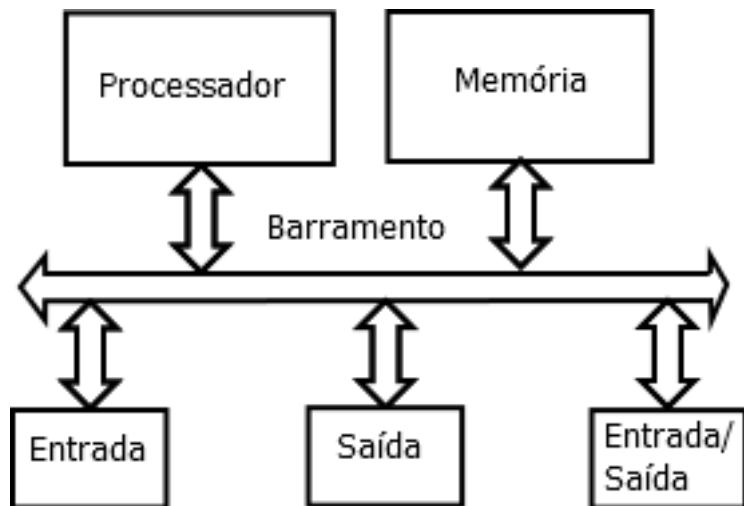 Processador
Memória
Barramento
Entrada
Saída
Entrada/
Saída